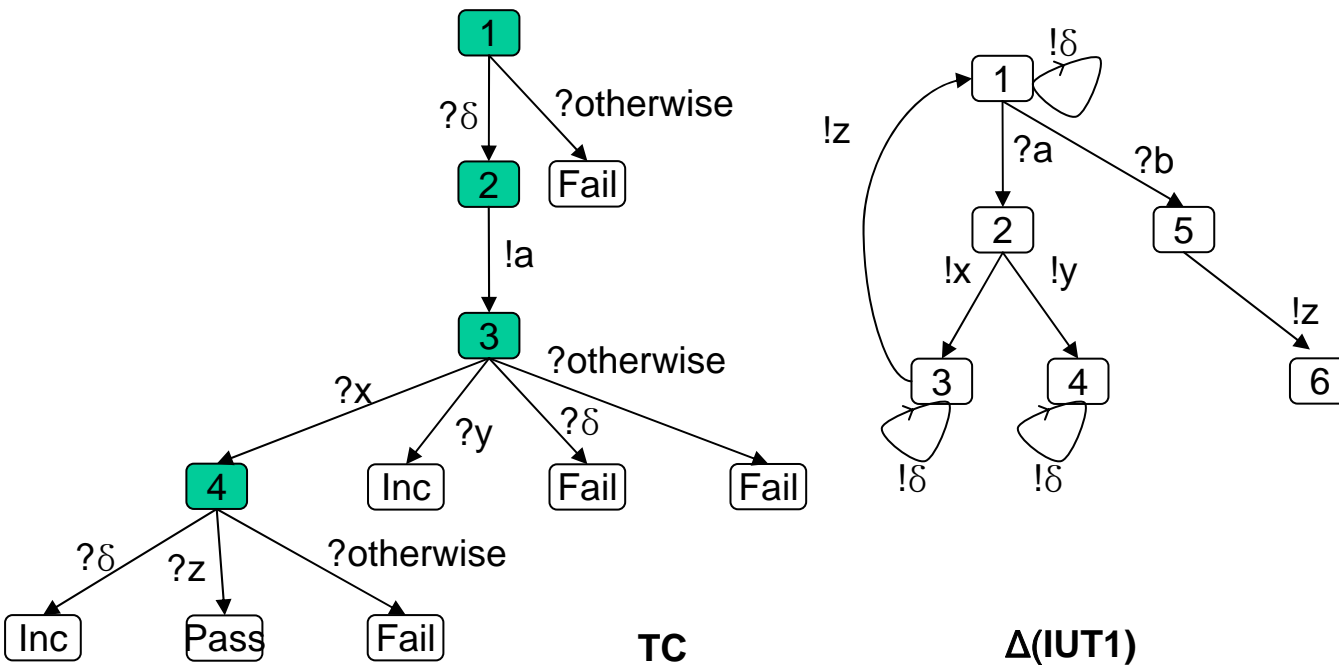 1
!δ
1
?δ
?otherwise
!z
?a
?b
2
Fail
2
5
!a
!x
!y
!z
3
?otherwise
?x
?y
?δ
3
4
6
4
Inc
Fail
Fail
!δ
!δ
?δ
?z
?otherwise
Inc
Pass
Fail
TC
Δ(IUT1)